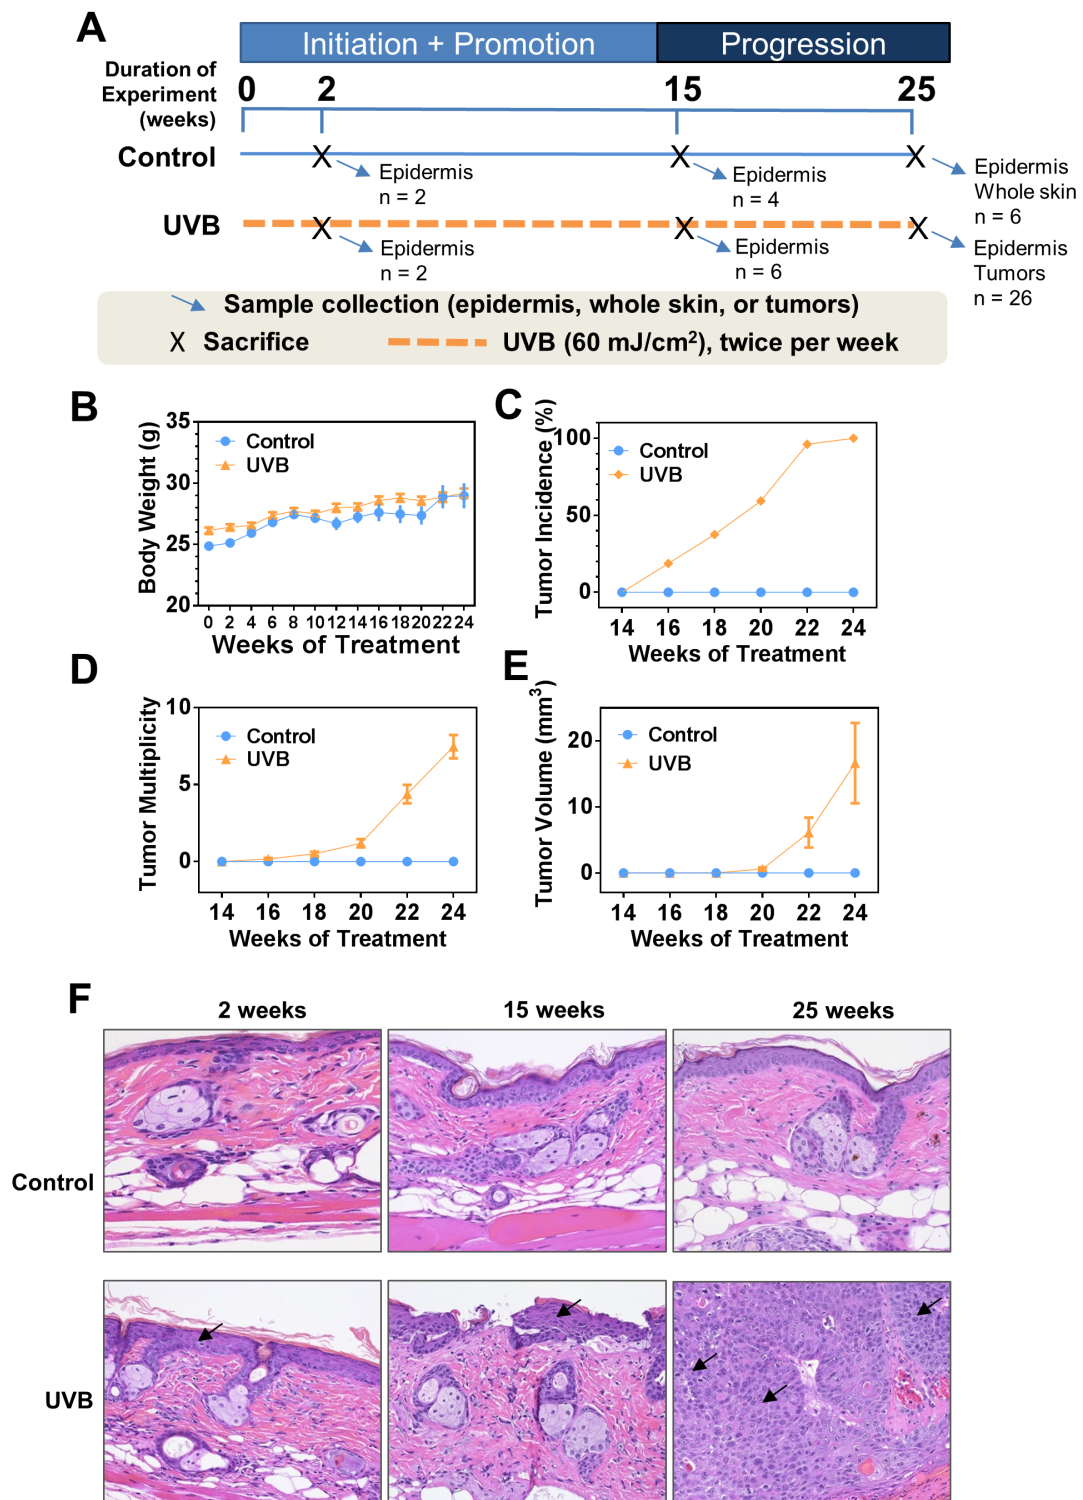 A
Initiation + Promotion
Progression
Duration of
Experiment
(weeks)
0
2
15
25
Control
Epidermis
n = 2
Epidermis
n = 4
Epidermis
Whole skin
n = 6
UVB
Epidermis
n = 2
Epidermis
n = 6
Epidermis
Tumors
n = 26
Sample collection (epidermis, whole skin, or tumors)
X Sacrifice
UVB (60 mJ/cm²), twice per week
B
Body Weight (g)
35
30
25
20
Control
UVB
0 2 4 6 8 10 12 14 16 18 20 22 24
Weeks of Treatment
C
Tumor Incidence (%)
100
50
0
Control
UVB
14 16 18 20 22 24
Weeks of Treatment
D
Tumor Multiplicity
10
5
0
Control
UVB
14 16 18 20 22 24
Weeks of Treatment
E
Tumor Volume (mm³)
20
10
0
Control
UVB
14 16 18 20 22 24
Weeks of Treatment
F
2 weeks
15 weeks
25 weeks
Control
UVB